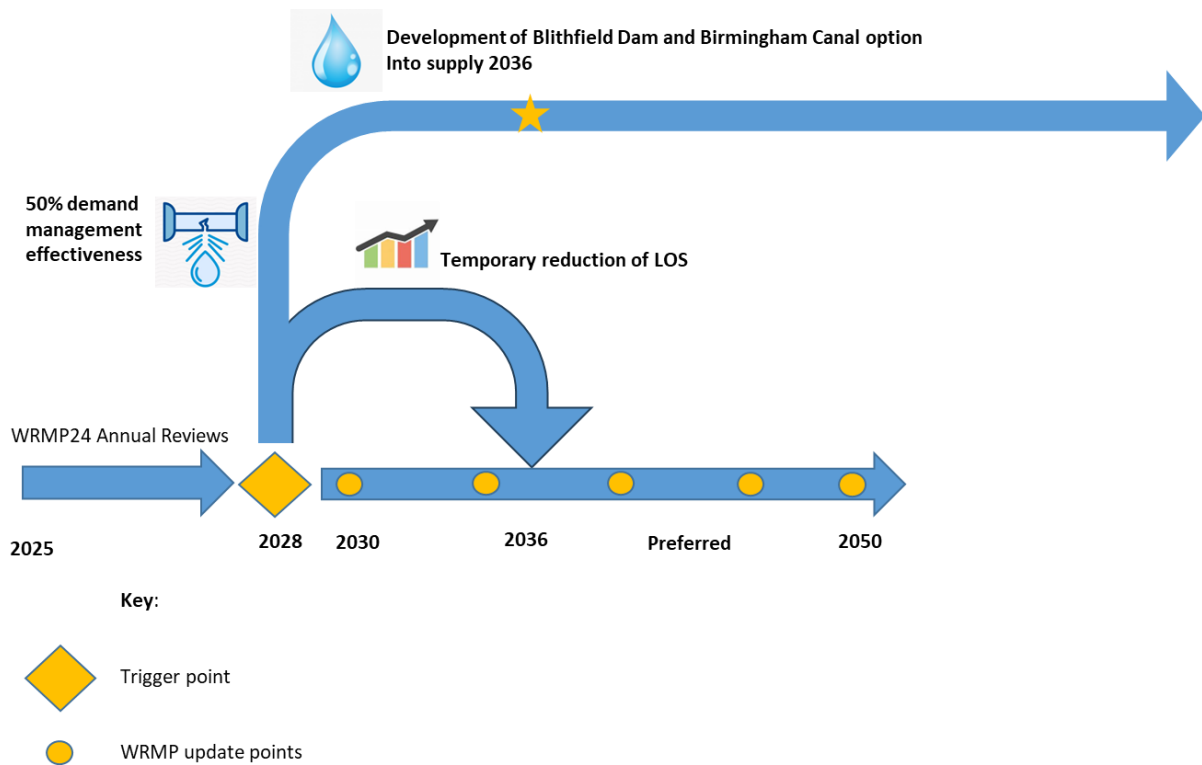 Development of Blithfield Dam and Birmingham Canal option
Into supply 2036
50% demand
management
effectiveness
Temporary reduction of LOS
WRMP24 Annual Reviews
2025
2028
2030
2036
Preferred
2050
Key:
Trigger point
WRMP update points